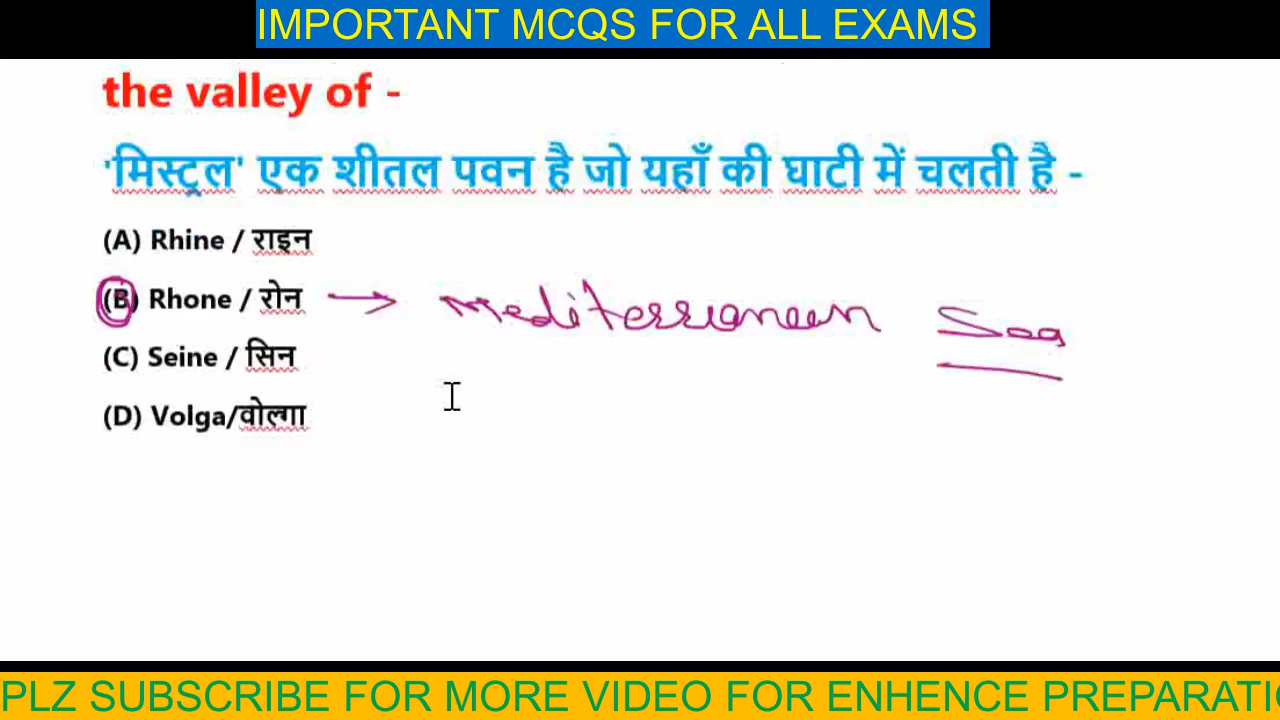 IMPORTANT MCQS FOR ALL EXAMS
the valley of -
'मिस्ट्रल' एक शीतल पवन है जो यहाँ की घाटी में चलती है -
(A) Rhine / राइन
(B) Rhone / रोन → Mediterranean Sea
(C) Seine / सिन
(D) Volga/वोल्गा
PLZ SUBSCRIBE FOR MORE VIDEO FOR ENHENCE PREPARATIO